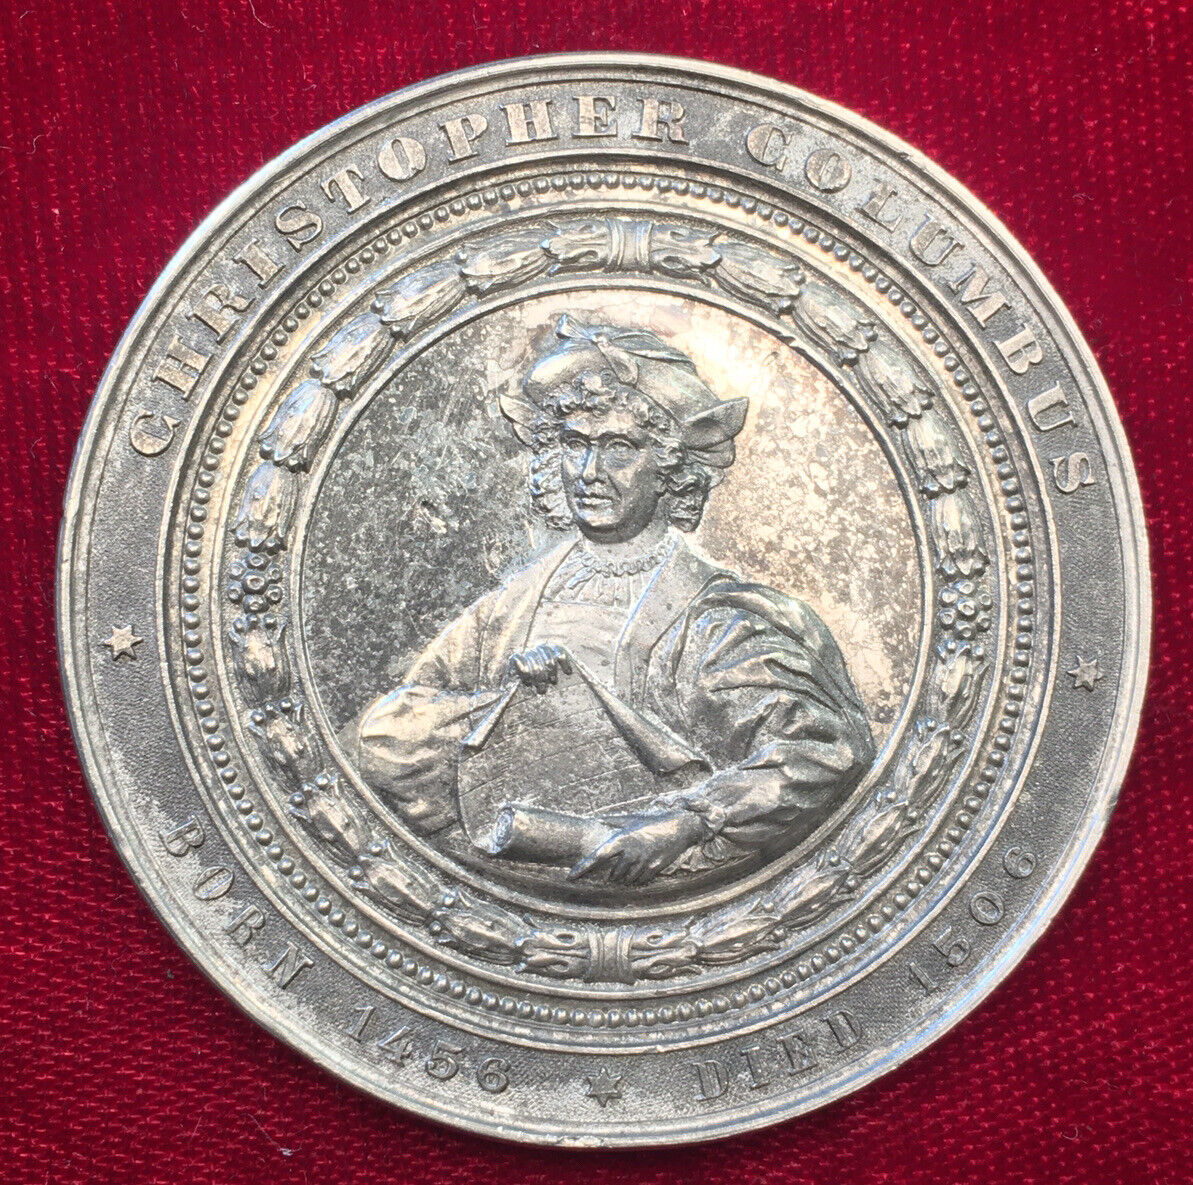 CHRISTOPHER COLUMBUS
BORN 1456 ✶ DIED 1506